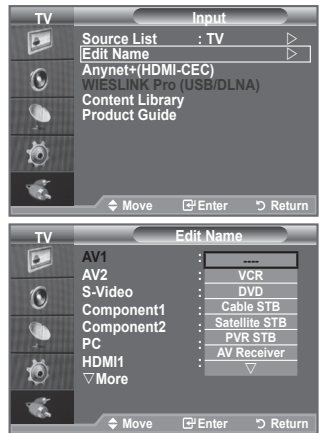 TV Input
Source List : TV ▷
Edit Name ▷
Anynet+(HDMI-CEC)
WIESLINK Pro (USB/DLNA)
Content Library
Product Guide
Move Enter Return
TV Edit Name
AV1 : ----
AV2 : VCR
S-Video : DVD
Component1 : Cable STB
Component2 : Satellite STB
PC : PVR STB
HDMI1 : AV Receiver
▽More ▽
Move Enter Return